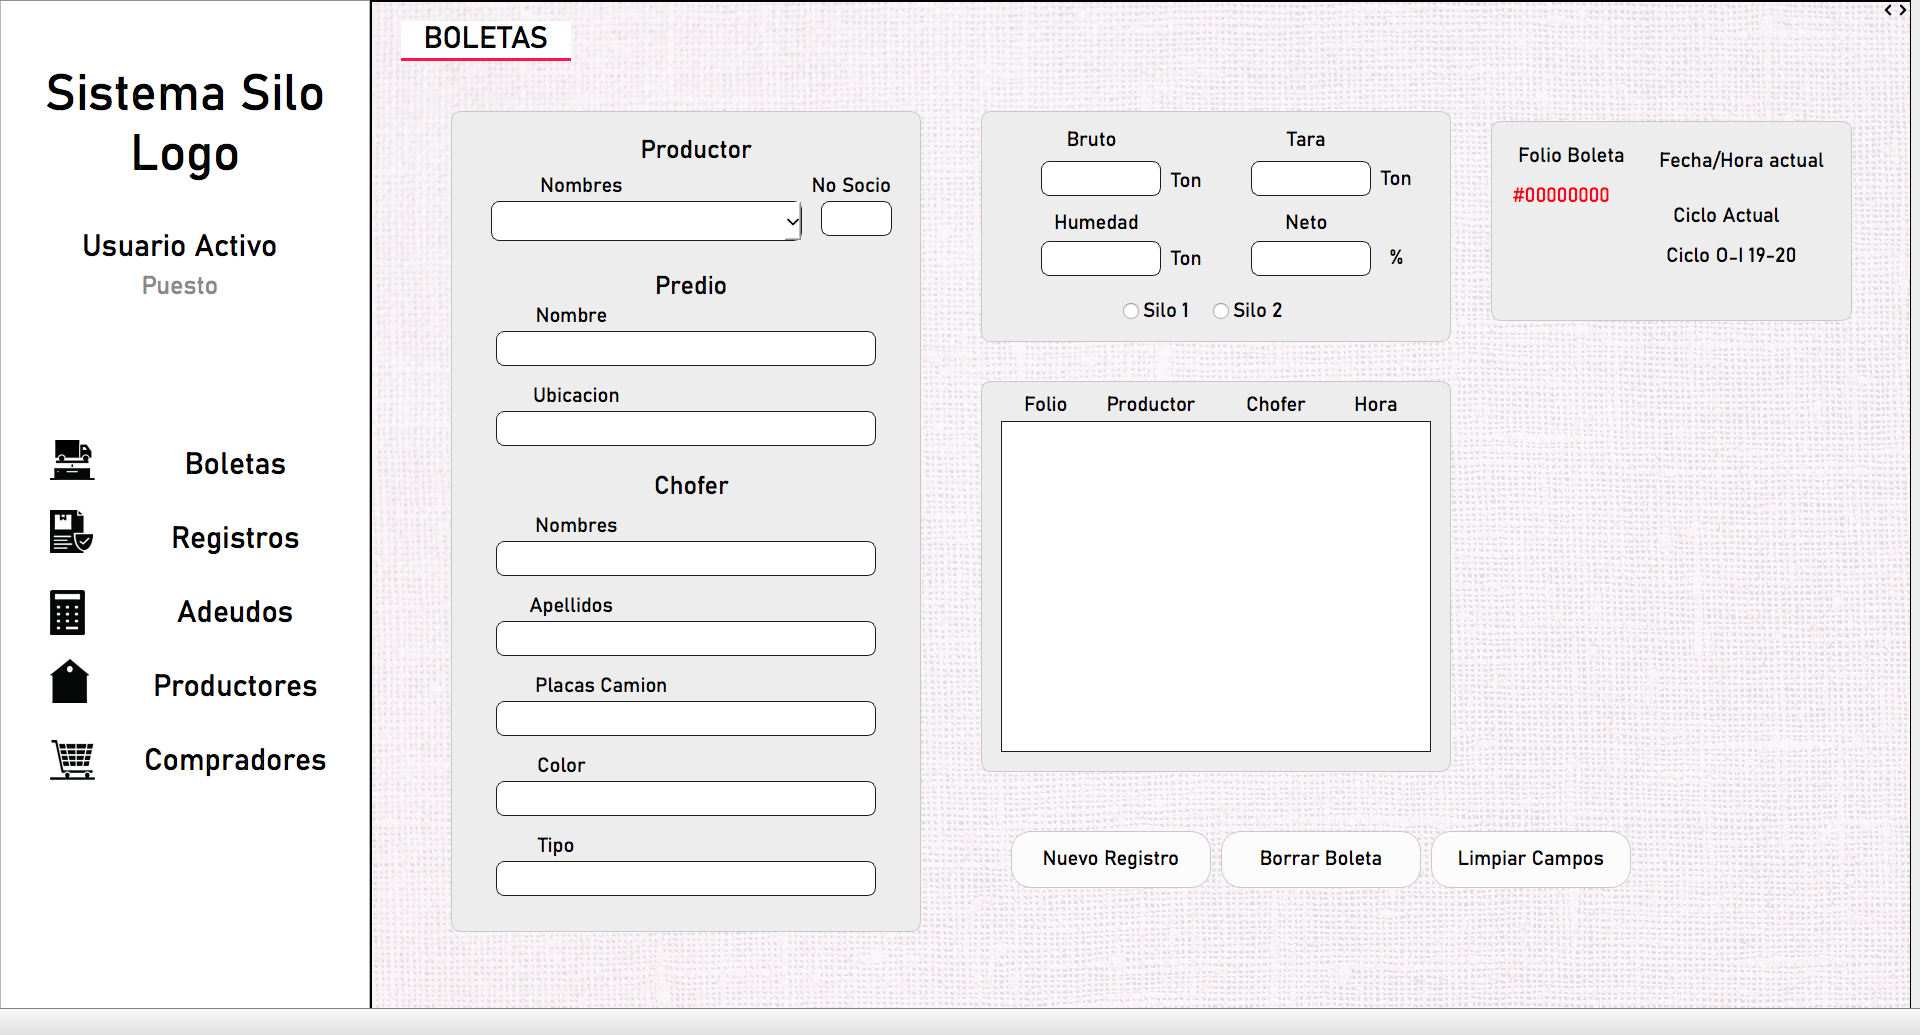 Sistema Silo
Logo
Usuario Activo
Puesto
Boletas
Registros
Adeudos
Productores
Compradores
BOLETAS
Productor
Nombres
No Socio
Predio
Nombre
Ubicacion
Chofer
Nombres
Apellidos
Placas Camion
Color
Tipo
Bruto
Tara
Ton
Ton
Humedad
Neto
Ton
%
Silo 1
Silo 2
Folio Productor Chofer Hora
Nuevo Registro
Borrar Boleta
Limpiar Campos
Folio Boleta
#00000000
Fecha/Hora actual
Ciclo Actual
Ciclo O-I 19-20